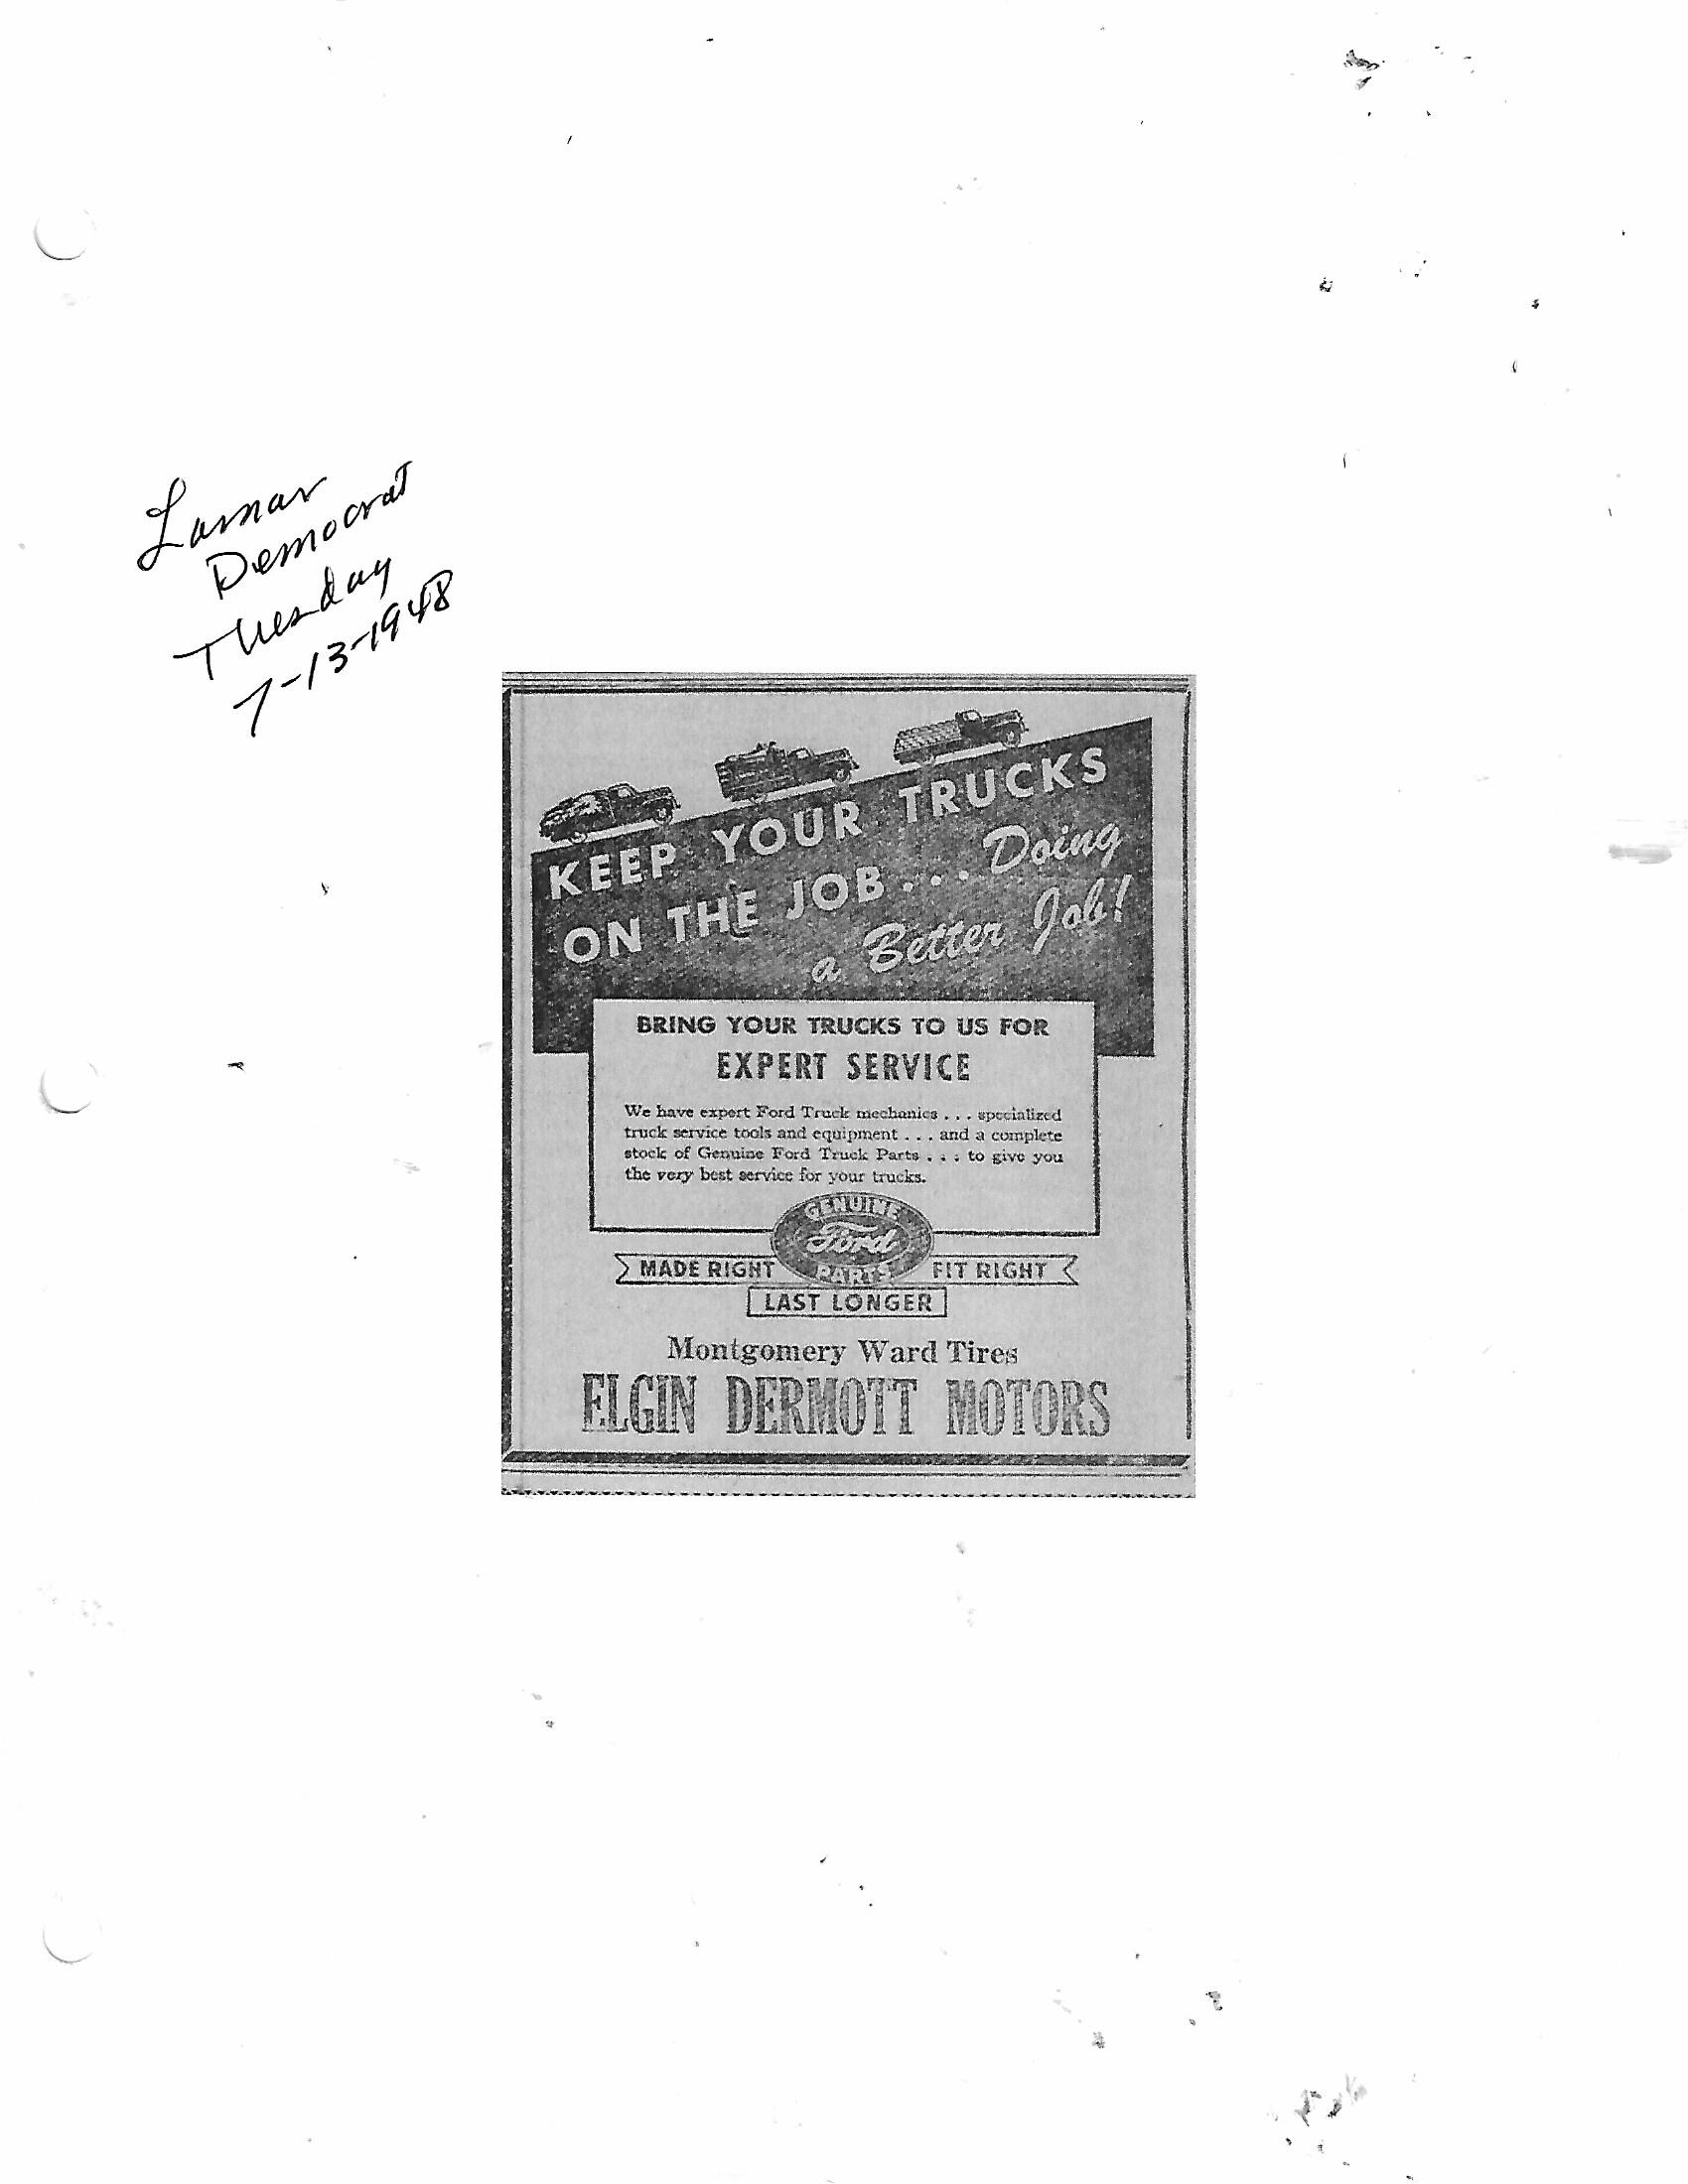 Lamar
Democrat
Tuesday
7-13-1948
KEEP YOUR TRUCKS
ON THE JOB... Doing
a Better Job!
BRING YOUR TRUCKS TO US FOR
EXPERT SERVICE
We have expert Ford Truck mechanics . . . specialized
truck service tools and equipment . . . and a complete
stock of Genuine Ford Truck Parts . . . to give you
the very best service for your trucks.
GENUINE
Ford
PARTS
MADE RIGHT FIT RIGHT
LAST LONGER
Montgomery Ward Tires
ELGIN DERMOTT MOTORS